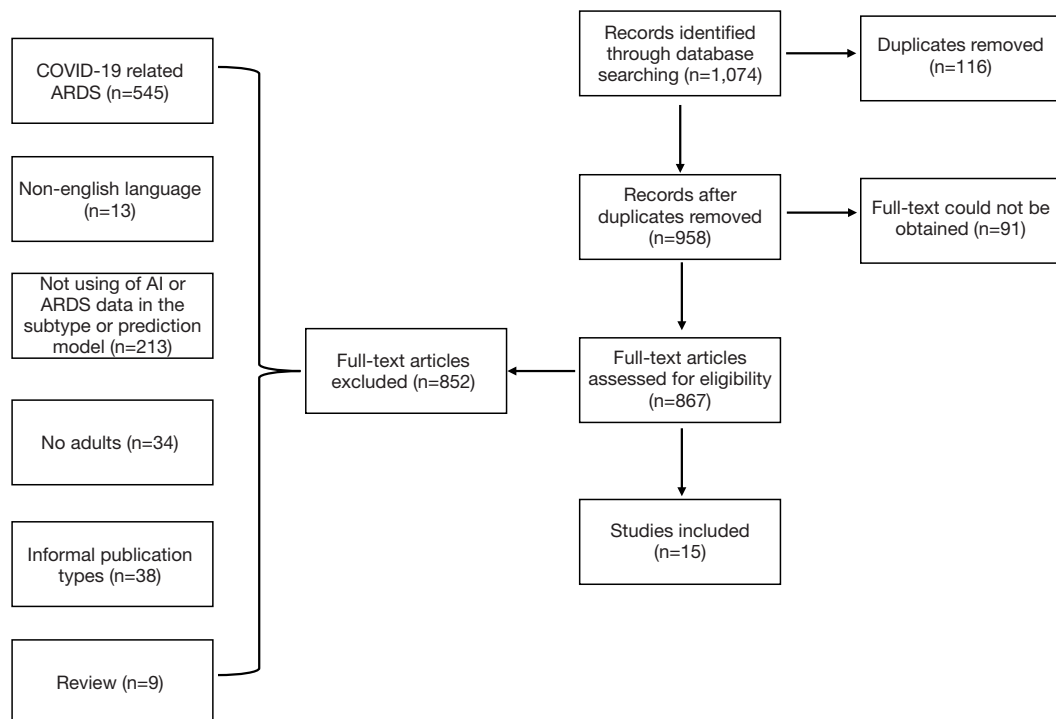 Records identified
through database
searching (n=1,074)
Duplicates removed
(n=116)
Records after
duplicates removed
(n=958)
Full-text could not be
obtained (n=91)
Full-text articles
assessed for eligibility
(n=867)
Full-text articles
excluded (n=852)
COVID-19 related
ARDS (n=545)
Non-english language
(n=13)
Not using of AI or
ARDS data in the
subtype or prediction
model (n=213)
No adults (n=34)
Informal publication
types (n=38)
Review (n=9)
Studies included
(n=15)